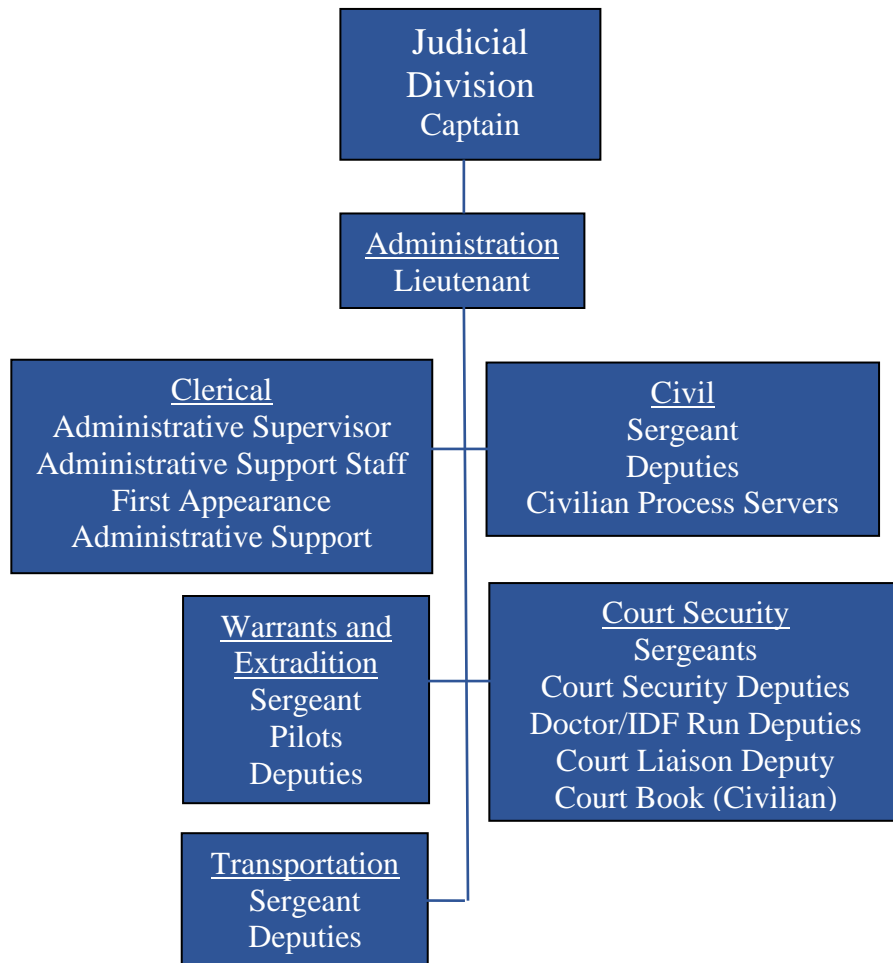 Judicial
Division
Captain
Administration
Lieutenant
Clerical
Administrative Supervisor
Administrative Support Staff
First Appearance
Administrative Support
Civil
Sergeant
Deputies
Civilian Process Servers
Warrants and
Extradition
Sergeant
Pilots
Deputies
Court Security
Sergeants
Court Security Deputies
Doctor/IDF Run Deputies
Court Liaison Deputy
Court Book (Civilian)
Transportation
Sergeant
Deputies